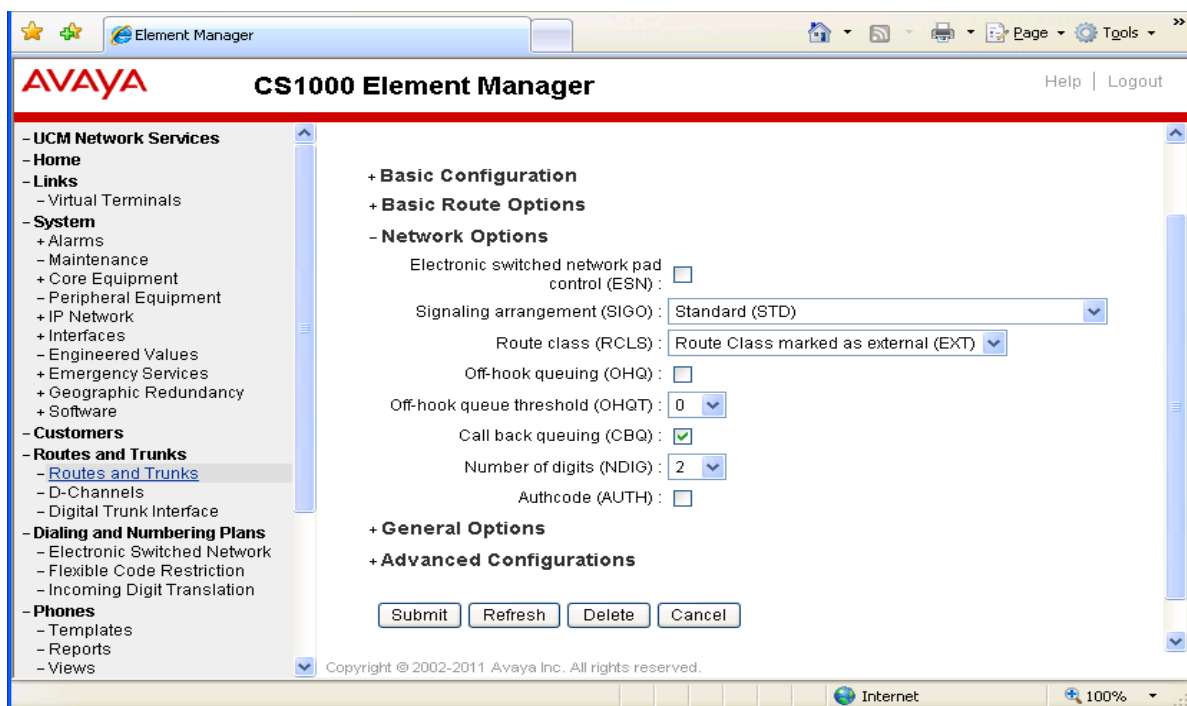 Element Manager
Page
Tools
»
AVAYA
CS1000 Element Manager
Help | Logout
– UCM Network Services
– Home
– Links
– Virtual Terminals
– System
+ Alarms
– Maintenance
+ Core Equipment
– Peripheral Equipment
+ IP Network
+ Interfaces
– Engineered Values
+ Emergency Services
+ Geographic Redundancy
+ Software
– Customers
– Routes and Trunks
– Routes and Trunks
– D-Channels
– Digital Trunk Interface
– Dialing and Numbering Plans
– Electronic Switched Network
– Flexible Code Restriction
– Incoming Digit Translation
– Phones
– Templates
– Reports
– Views
+ Basic Configuration
+ Basic Route Options
– Network Options
Electronic switched network pad
control (ESN) :
Signaling arrangement (SIGO) : Standard (STD)
Route class (RCLS) : Route Class marked as external (EXT)
Off-hook queuing (OHQ) :
Off-hook queue threshold (OHQT) : 0
Call back queuing (CBQ) :
Number of digits (NDIG) : 2
Authcode (AUTH) :
+ General Options
+ Advanced Configurations
Submit Refresh Delete Cancel
Copyright © 2002-2011 Avaya Inc. All rights reserved.
Internet
100%